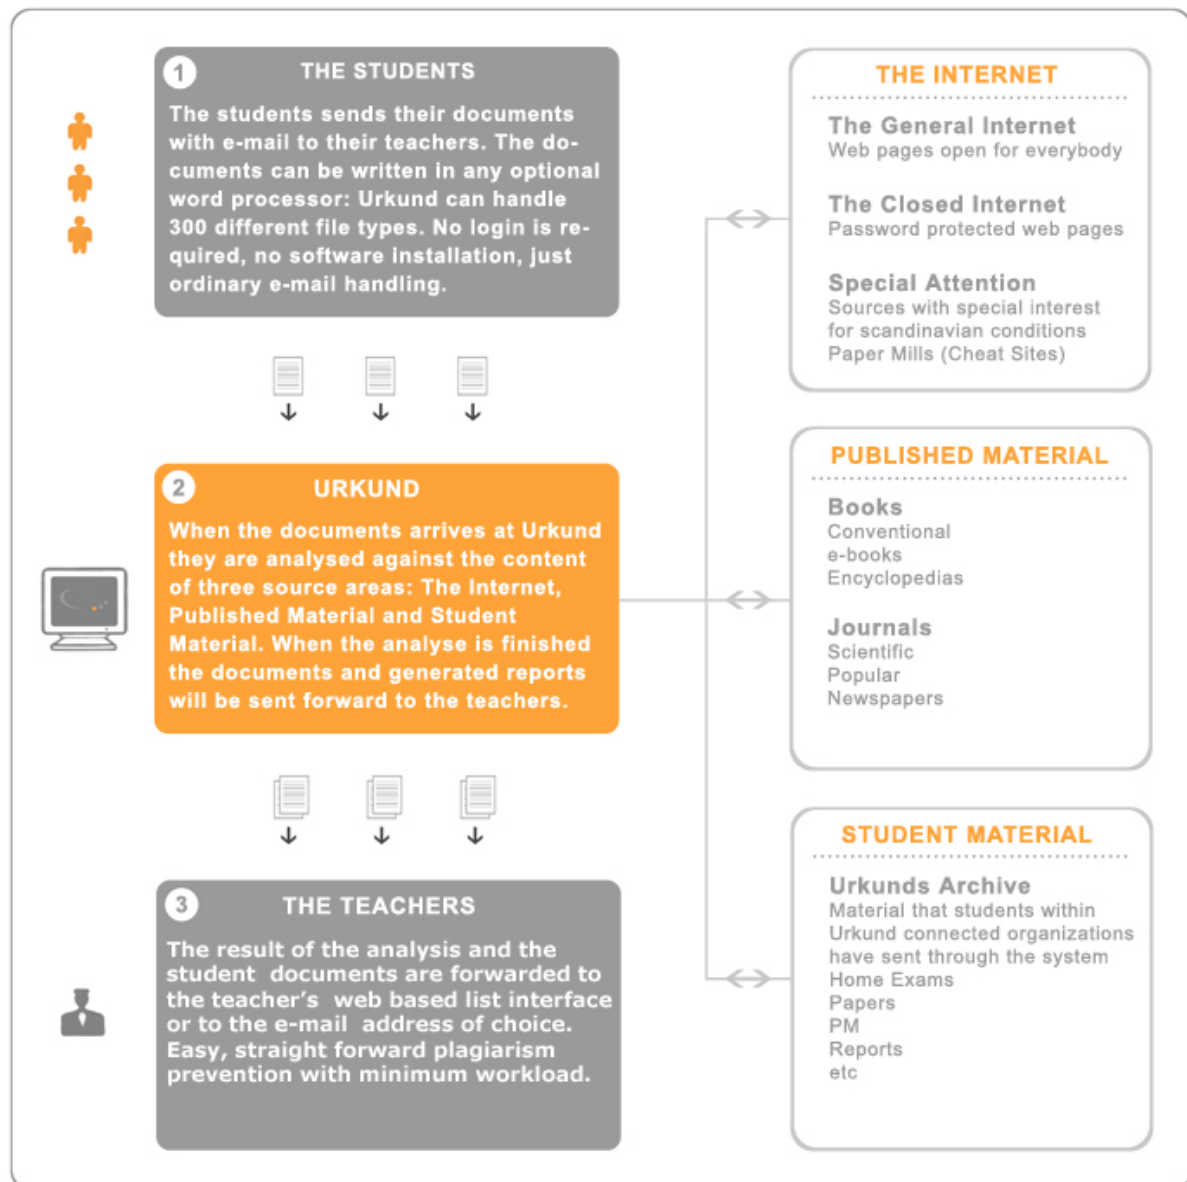 1 THE STUDENTS
The students sends their documents
with e-mail to their teachers. The do-
cuments can be written in any optional
word processor: Urkund can handle
300 different file types. No login is re-
quired, no software installation, just
ordinary e-mail handling.
2 URKUND
When the documents arrives at Urkund
they are analysed against the content
of three source areas: The Internet,
Published Material and Student
Material. When the analyse is finished
the documents and generated reports
will be sent forward to the teachers.
3 THE TEACHERS
The result of the analysis and the
student documents are forwarded to
the teacher's web based list interface
or to the e-mail address of choice.
Easy, straight forward plagiarism
prevention with minimum workload.
THE INTERNET
The General Internet
Web pages open for everybody
The Closed Internet
Password protected web pages
Special Attention
Sources with special interest
for scandinavian conditions
Paper Mills (Cheat Sites)
PUBLISHED MATERIAL
Books
Conventional
e-books
Encyclopedias
Journals
Scientific
Popular
Newspapers
STUDENT MATERIAL
Urkunds Archive
Material that students within
Urkund connected organizations
have sent through the system
Home Exams
Papers
PM
Reports
etc